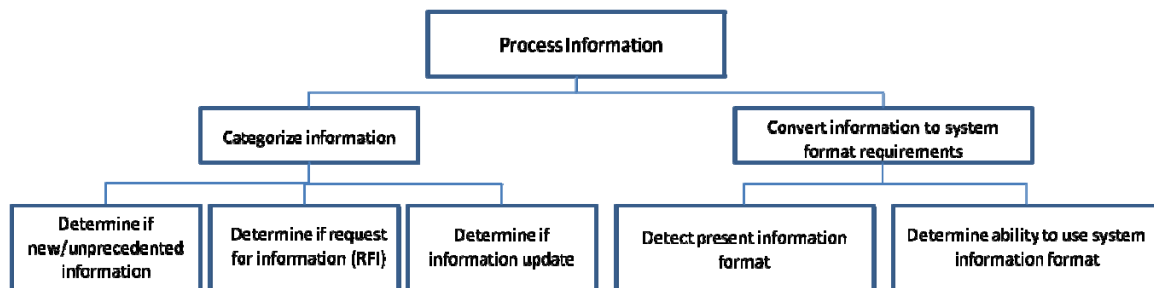 Process Information
Categorize information
Convert information to system
format requirements
Determine if
new/unprecedented
information
Determine if request
for information (RFI)
Determine if
information update
Detect present information
format
Determine ability to use system
information format